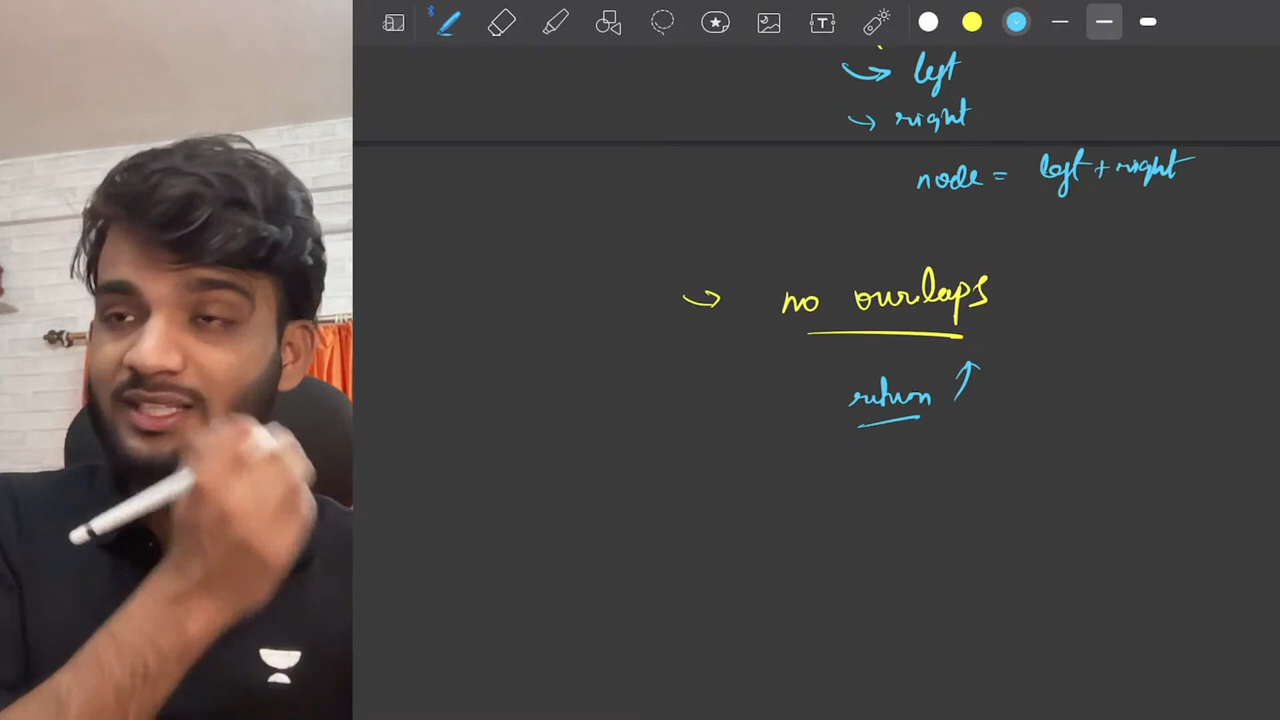 → left
→ right
node = left + right
→ no overlaps
return ↑